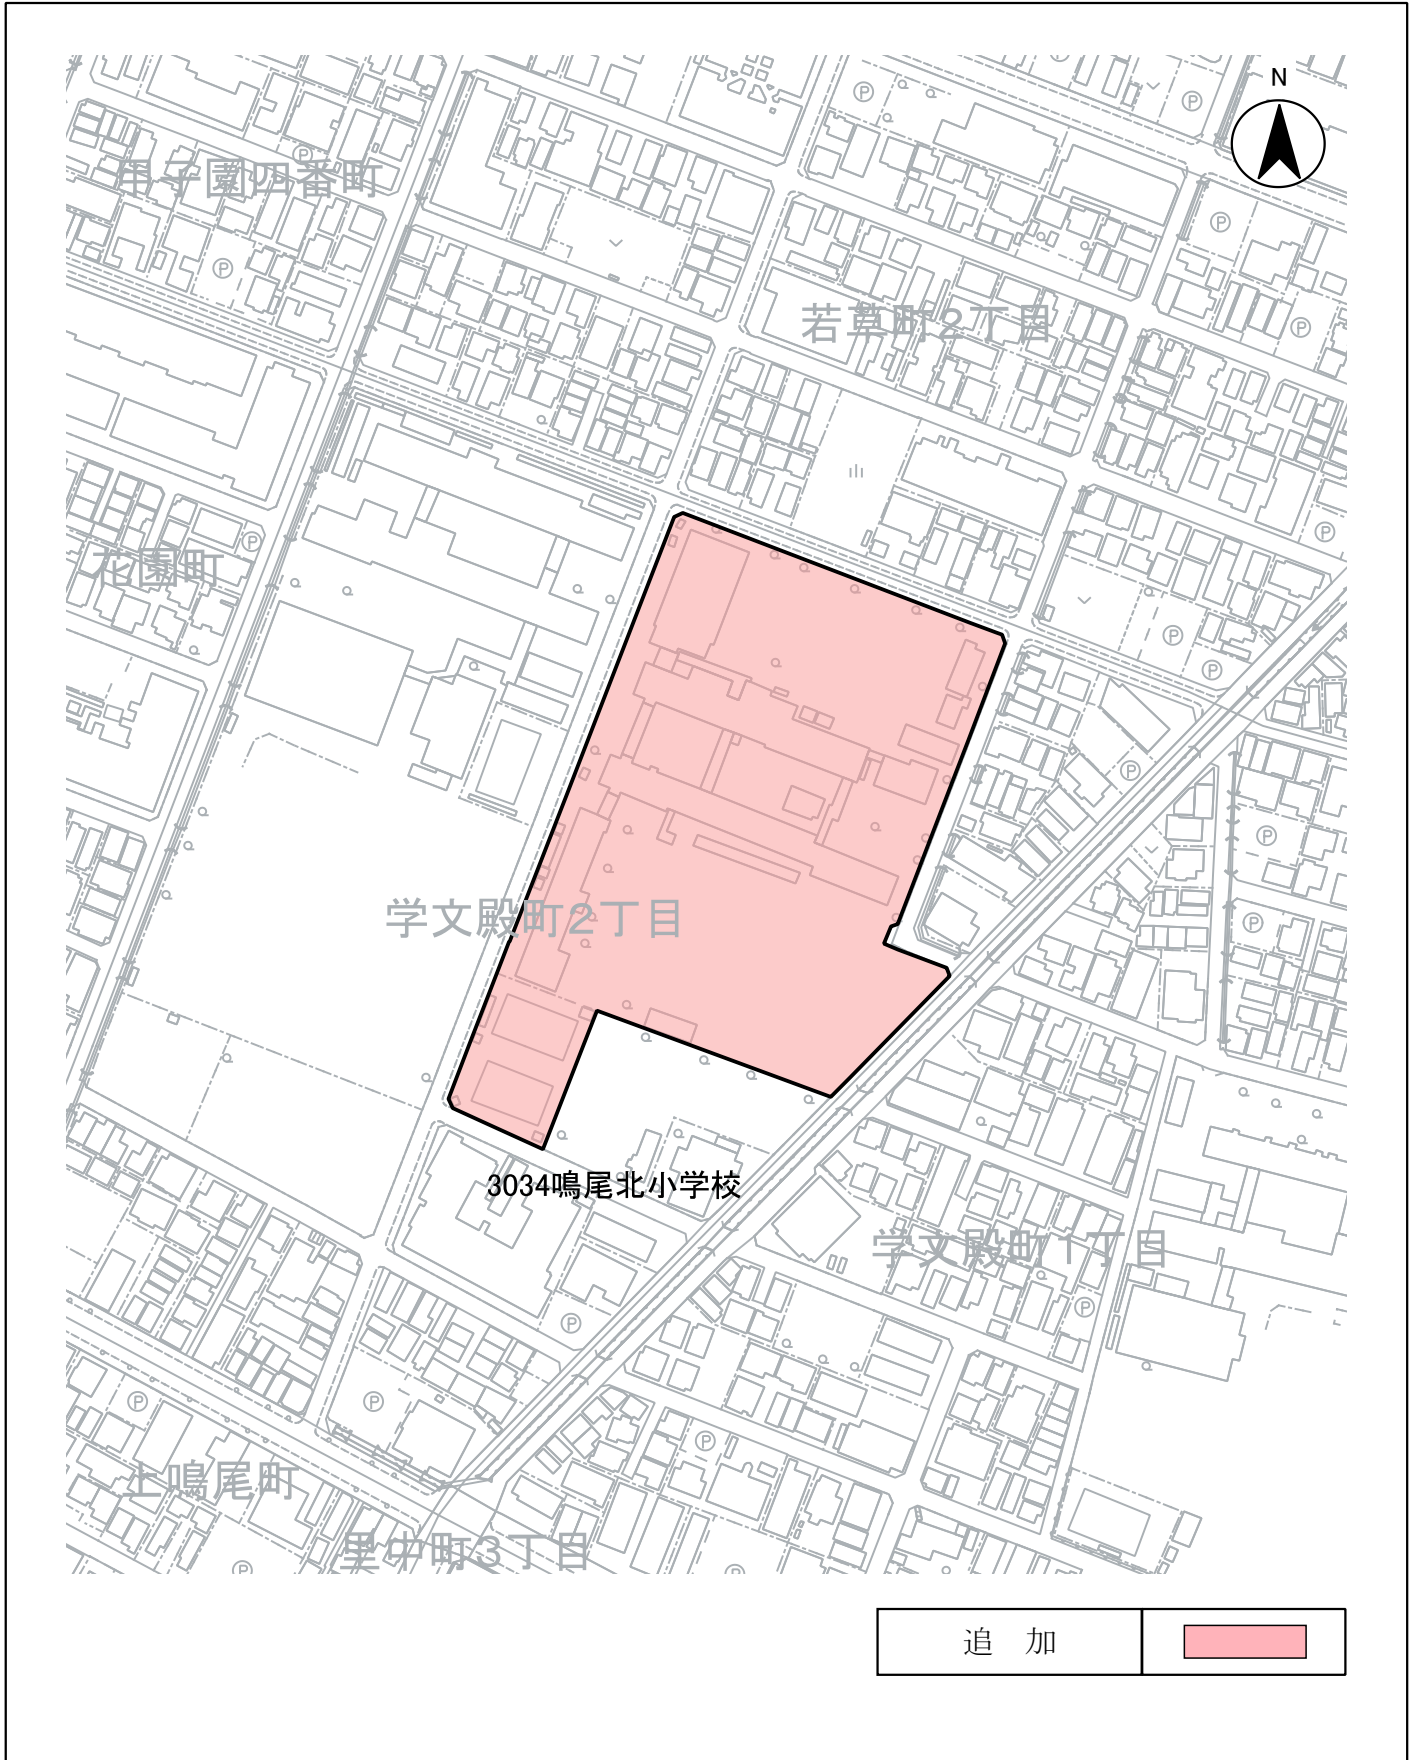 N
甲子園四番町
若草町2丁目
花園町
学文殿町2丁目
3034鳴尾北小学校
学文殿町1丁目
上鳴尾町
里中町3丁目
追 加